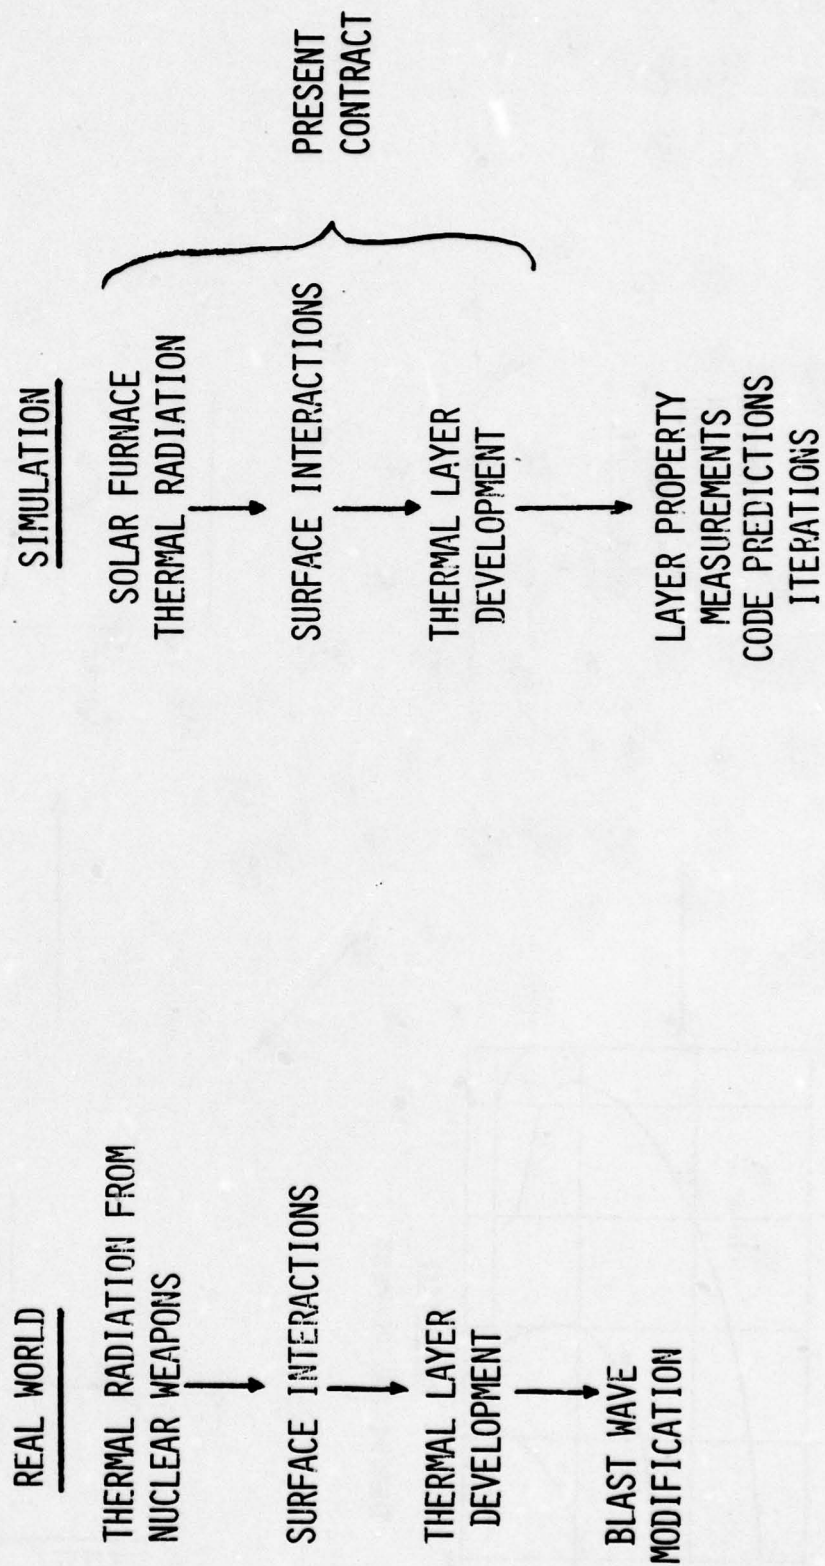 REAL WORLD
THERMAL RADIATION FROM
NUCLEAR WEAPONS
SURFACE INTERACTIONS
THERMAL LAYER
DEVELOPMENT
BLAST WAVE
MODIFICATION
SIMULATION
SOLAR FURNACE
THERMAL RADIATION
SURFACE INTERACTIONS
THERMAL LAYER
DEVELOPMENT
LAYER PROPERTY
MEASUREMENTS
CODE PREDICTIONS
ITERATIONS
PRESENT
CONTRACT